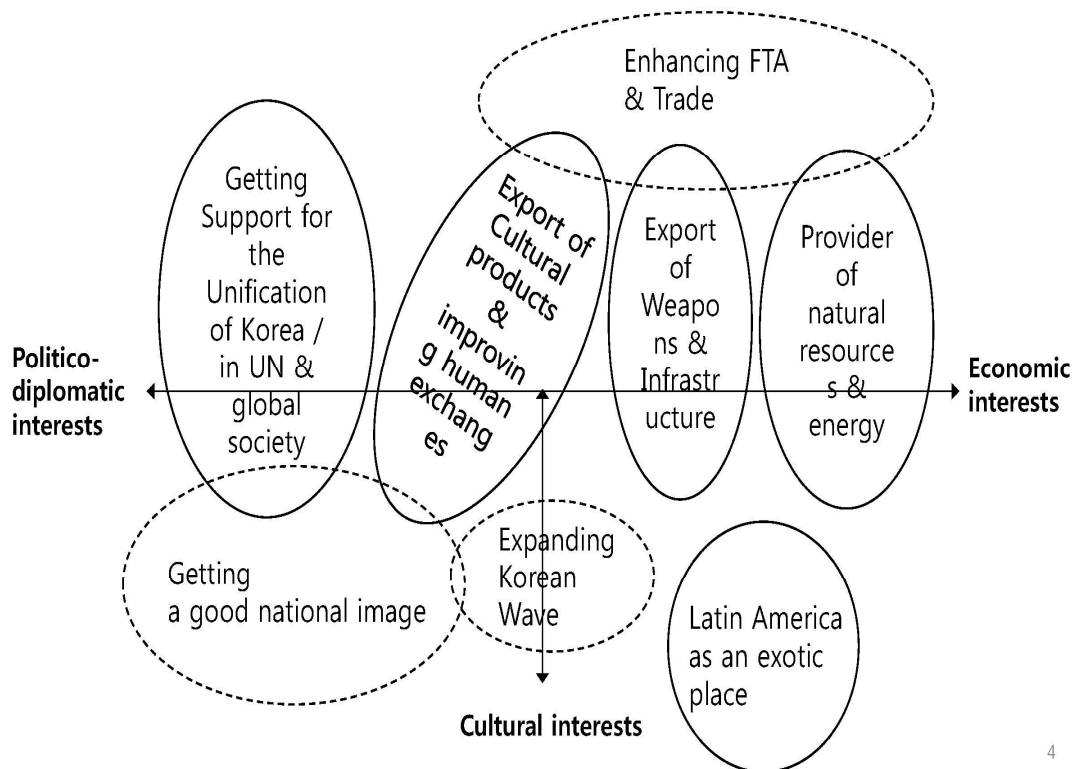 Enhancing FTA
& Trade
Getting
Support for
the
Unification
of Korea /
in UN &
global
society
Export of
Cultural
products
&
improvin
g human
exchang
es
Export
of
Weapo
ns &
Infrastr
ucture
Provider
of
natural
resource
s &
energy
Politico-
diplomatic
interests
Economic
interests
Getting
a good national image
Expanding
Korean
Wave
Latin America
as an exotic
place
Cultural interests
4